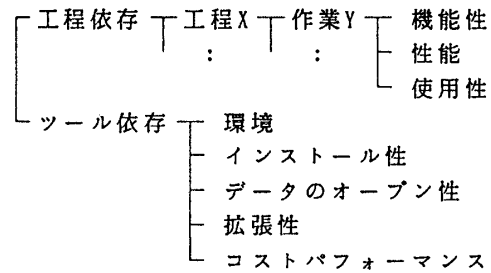 工程依存 工程X 作業Y 機能性
: : 性能
使用性
ツール依存 環境
インストール性
データのオープン性
拡張性
コストパフォーマンス